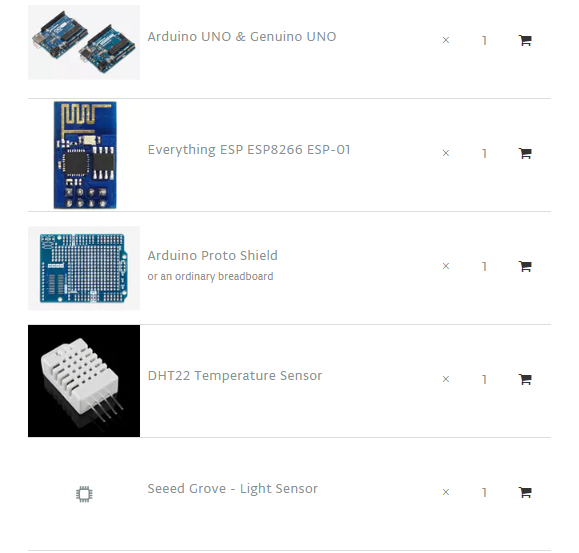 Arduino UNO & Genuino UNO × 1
Everything ESP ESP8266 ESP-01 × 1
Arduino Proto Shield × 1
or an ordinary breadboard
DHT22 Temperature Sensor × 1
Seeed Grove - Light Sensor × 1